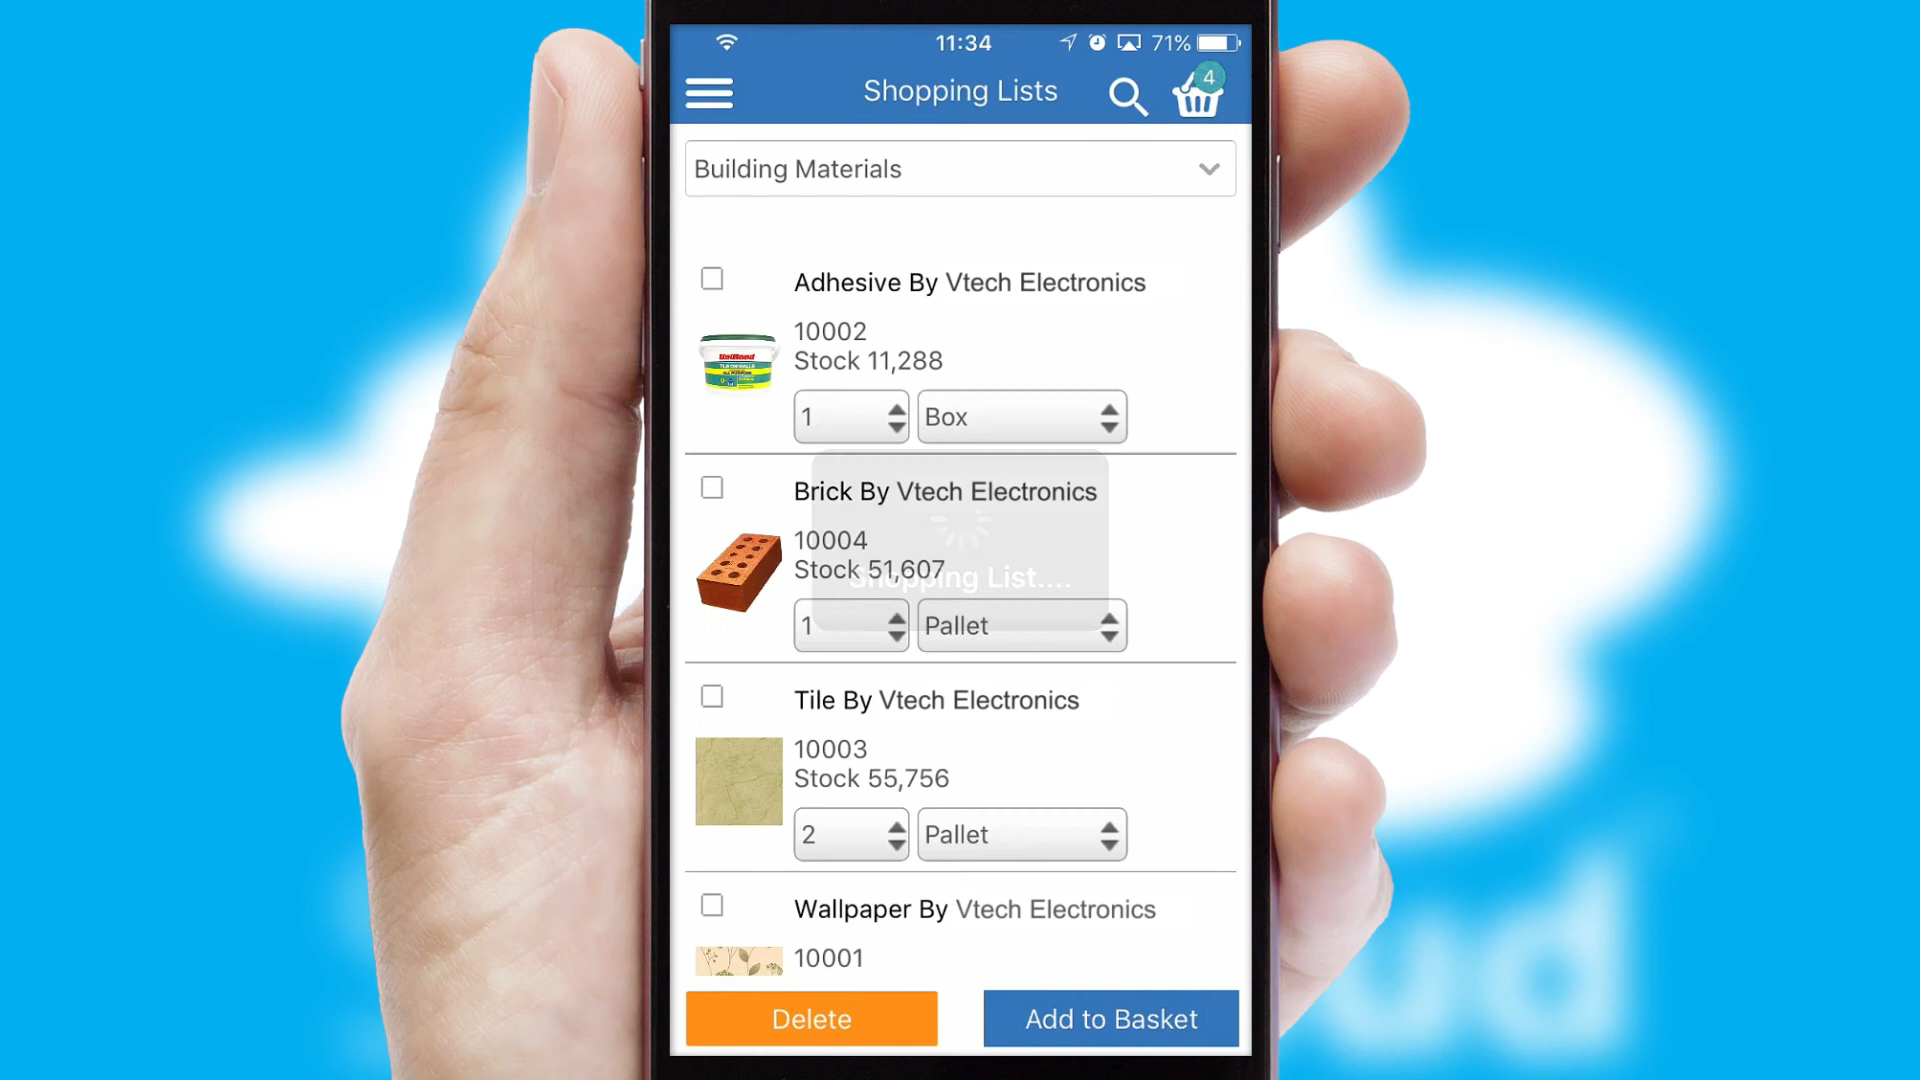 11:34
71%
Shopping Lists
4
Building Materials
Adhesive By Vtech Electronics
UniBond
10002
Stock 11,288
1
Box
Brick By Vtech Electronics
10004
Stock 51,607
Shopping List....
1
Pallet
Tile By Vtech Electronics
10003
Stock 55,756
2
Pallet
Wallpaper By Vtech Electronics
10001
Delete
Add to Basket